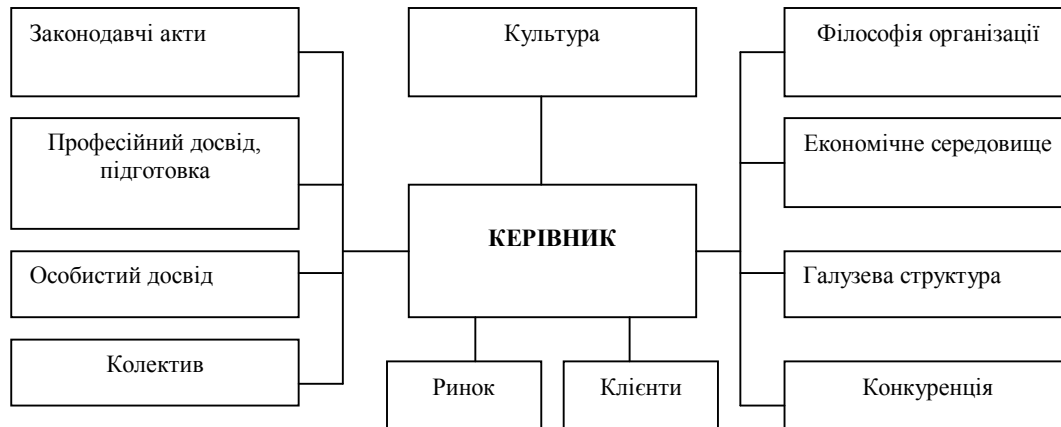 Законодавчі акти
Культура
Філософія організації
Професійний досвід,
підготовка
Економічне середовище
КЕРІВНИК
Особистий досвід
Галузева структура
Колектив
Ринок
Клієнти
Конкуренція